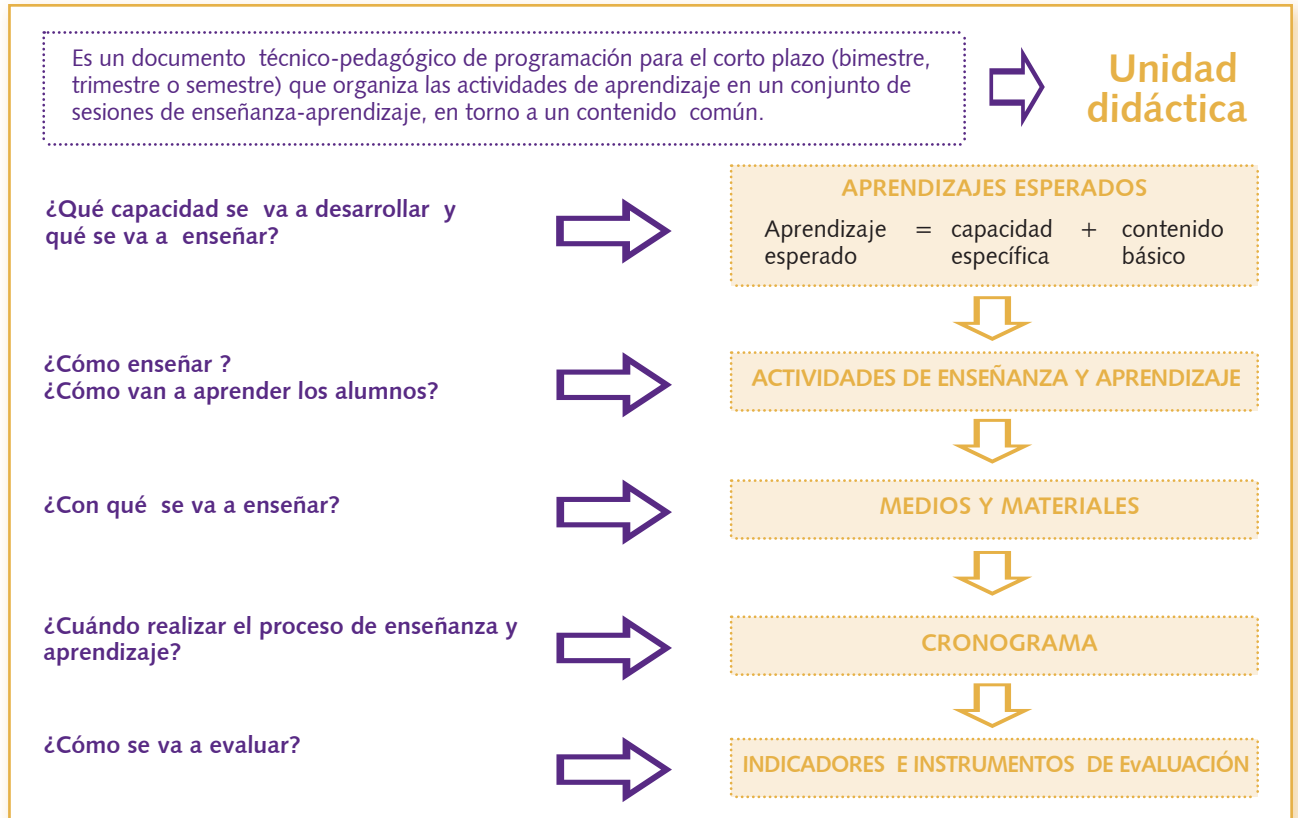 Es un documento técnico-pedagógico de programación para el corto plazo (bimestre,
trimestre o semestre) que organiza las actividades de aprendizaje en un conjunto de
sesiones de enseñanza-aprendizaje, en torno a un contenido común.
Unidad
didáctica
¿Qué capacidad se va a desarrollar y
qué se va a enseñar?
APRENDIZAJES ESPERADOS
Aprendizaje = capacidad + contenido
esperado específica básico
¿Cómo enseñar ?
¿Cómo van a aprender los alumnos?
ACTIVIDADES DE ENSEÑANZA Y APRENDIZAJE
¿Con qué se va a enseñar?
MEDIOS Y MATERIALES
¿Cuándo realizar el proceso de enseñanza y
aprendizaje?
CRONOGRAMA
¿Cómo se va a evaluar?
INDICADORES E INSTRUMENTOS DE EvALUACIÓN